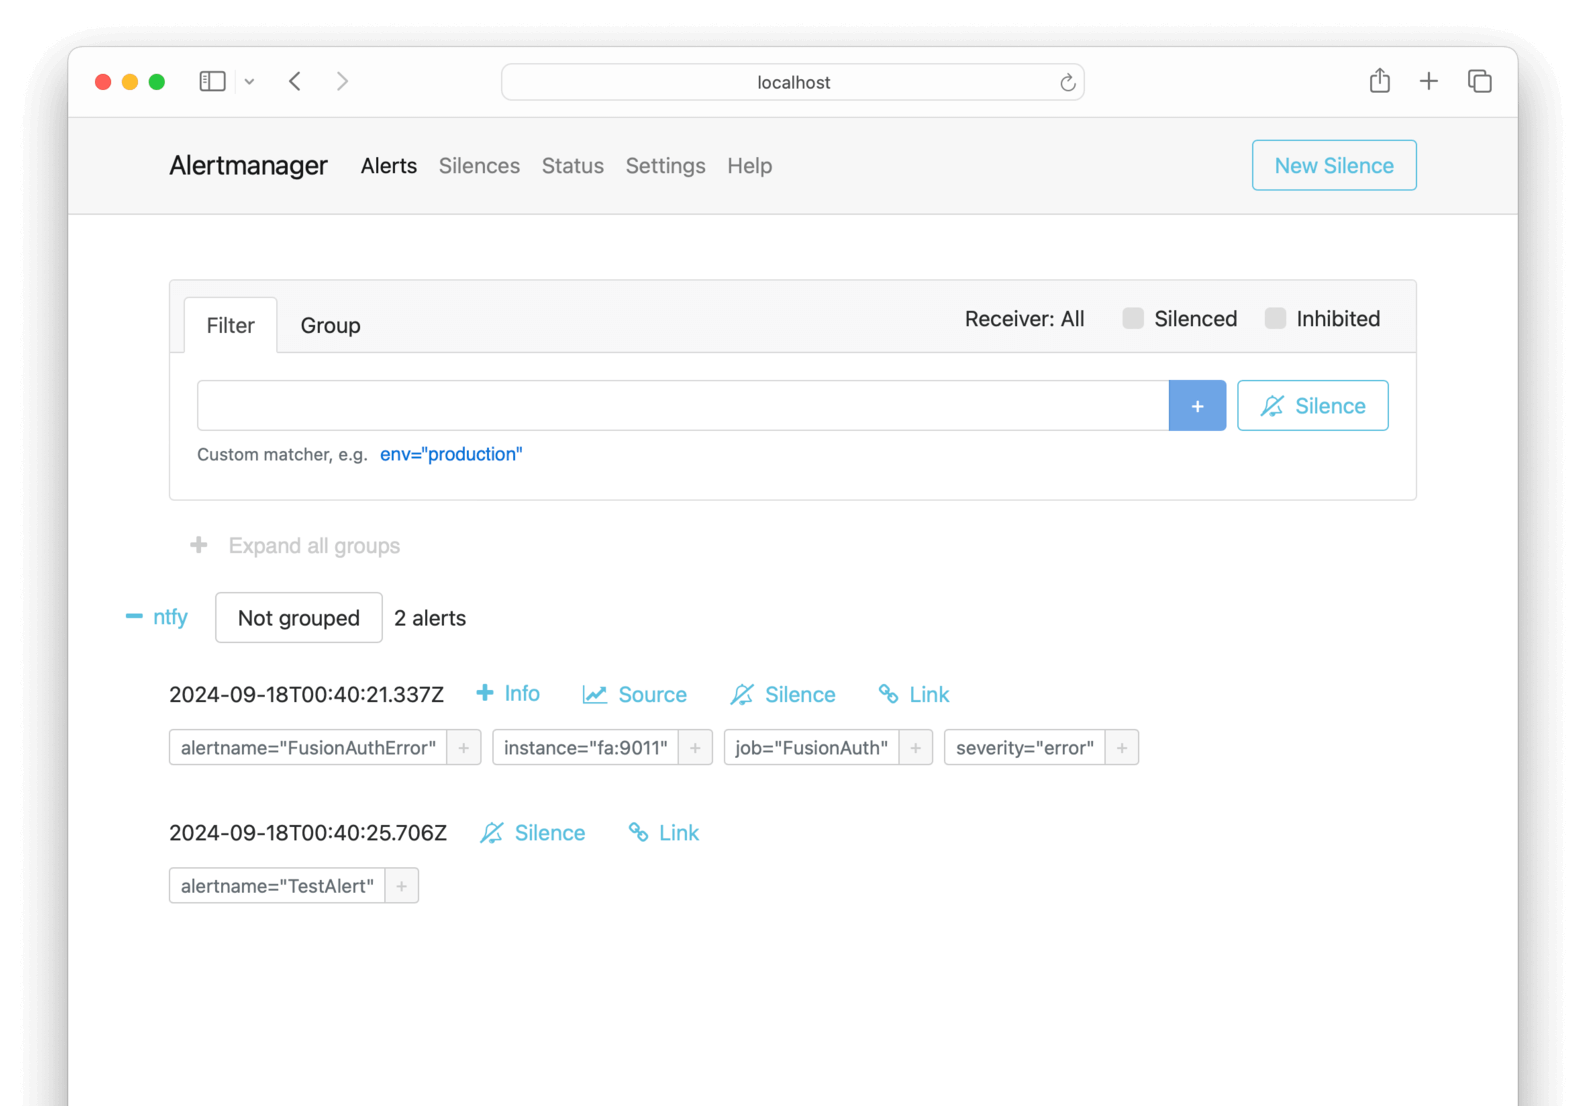 localhost
Alertmanager Alerts Silences Status Settings Help New Silence
Filter Group Receiver: All Silenced Inhibited
+ Silence
Custom matcher, e.g. env="production"
+ Expand all groups
− ntfy Not grouped 2 alerts
2024-09-18T00:40:21.337Z + Info Source Silence Link
alertname="FusionAuthError" + instance="fa:9011" + job="FusionAuth" + severity="error" +
2024-09-18T00:40:25.706Z Silence Link
alertname="TestAlert" +